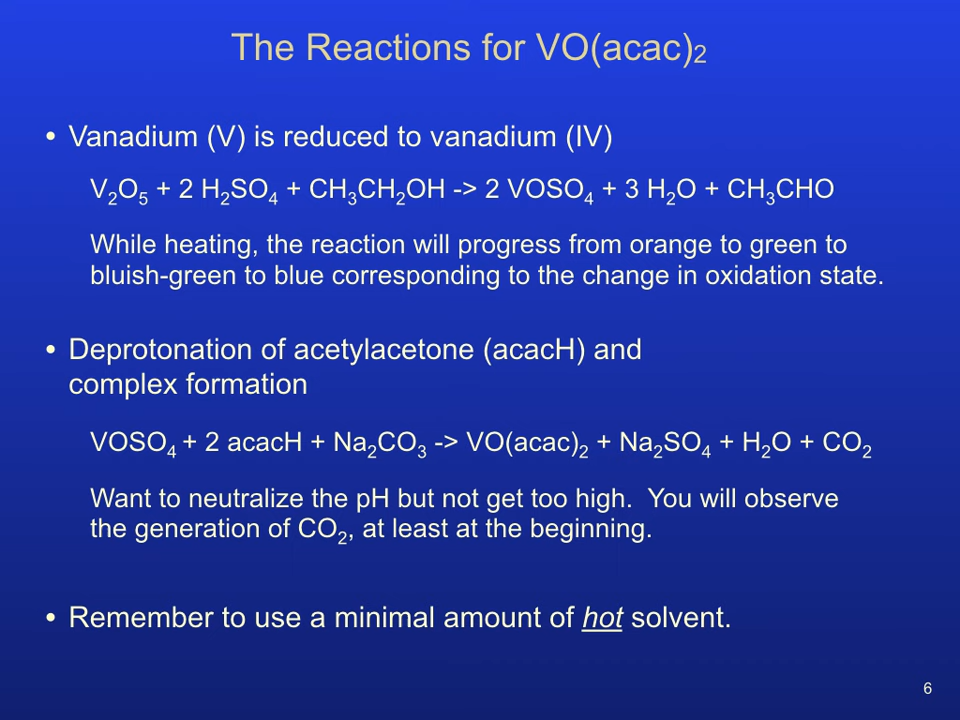 The Reactions for VO(acac)₂
• Vanadium (V) is reduced to vanadium (IV)
V₂O₅ + 2 H₂SO₄ + CH₃CH₂OH -> 2 VOSO₄ + 3 H₂O + CH₃CHO
While heating, the reaction will progress from orange to green to
bluish-green to blue corresponding to the change in oxidation state.
• Deprotonation of acetylacetone (acacH) and
complex formation
VOSO₄ + 2 acacH + Na₂CO₃ -> VO(acac)₂ + Na₂SO₄ + H₂O + CO₂
Want to neutralize the pH but not get too high. You will observe
the generation of CO₂, at least at the beginning.
• Remember to use a minimal amount of hot solvent.
6